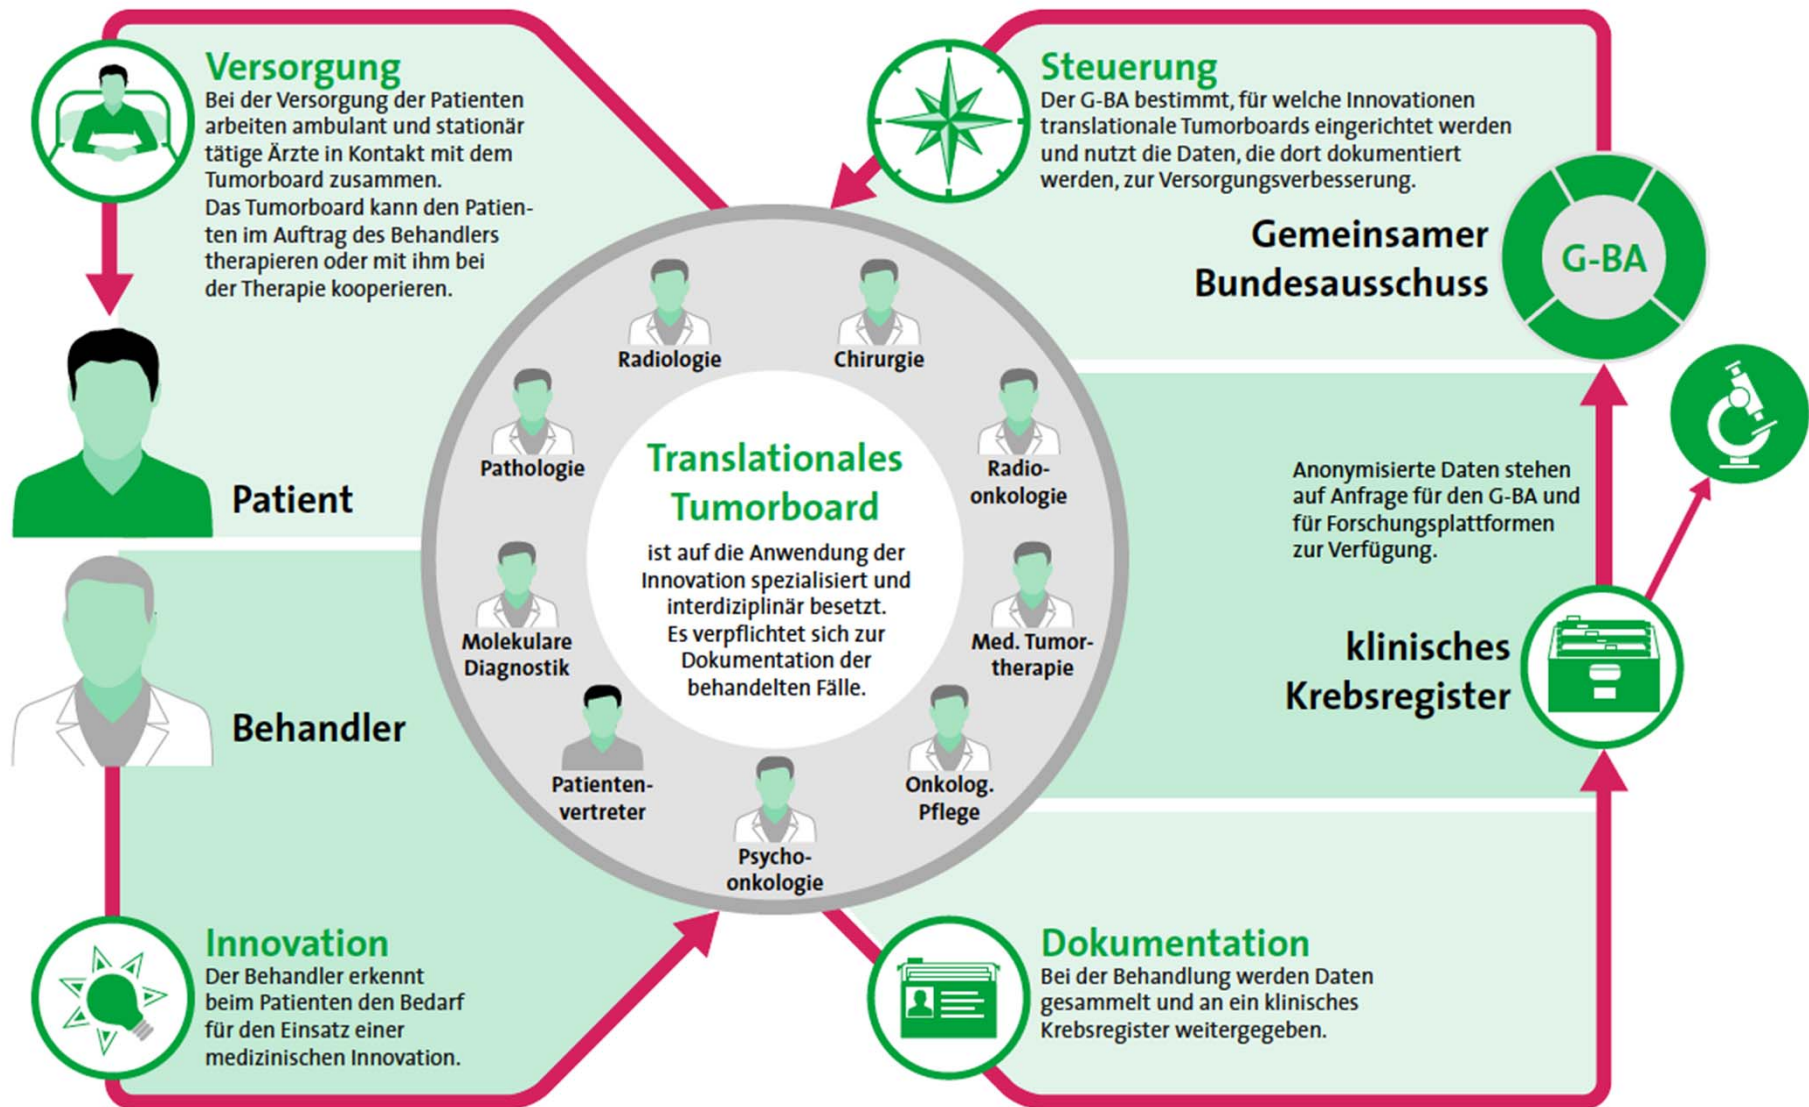 Versorgung
Bei der Versorgung der Patienten
arbeiten ambulant und stationär
tätige Ärzte in Kontakt mit dem
Tumorboard zusammen.
Das Tumorboard kann den Patien-
ten im Auftrag des Behandlers
therapieren oder mit ihm bei
der Therapie kooperieren.
Patient
Behandler
Innovation
Der Behandler erkennt
beim Patienten den Bedarf
für den Einsatz einer
medizinischen Innovation.
Radiologie
Chirurgie
Pathologie
Radio-
onkologie
Molekulare
Diagnostik
Med. Tumor-
therapie
Patienten-
vertreter
Onkolog.
Pflege
Psycho-
onkologie
Translationales
Tumorboard
ist auf die Anwendung der
Innovation spezialisiert und
interdiziplinär besetzt.
Es verpflichtet sich zur
Dokumentation der
behandelten Fälle.
Steuerung
Der G-BA bestimmt, für welche Innovationen
translationale Tumorboards eingerichtet werden
und nutzt die Daten, die dort dokumentiert
werden, zur Versorgungsverbesserung.
Gemeinsamer
Bundesausschuss
G-BA
Anonymisierte Daten stehen
auf Anfrage für den G-BA und
für Forschungsplattformen
zur Verfügung.
klinisches
Krebsregister
Dokumentation
Bei der Behandlung werden Daten
gesammelt und an ein klinisches
Krebsregister weitergegeben.